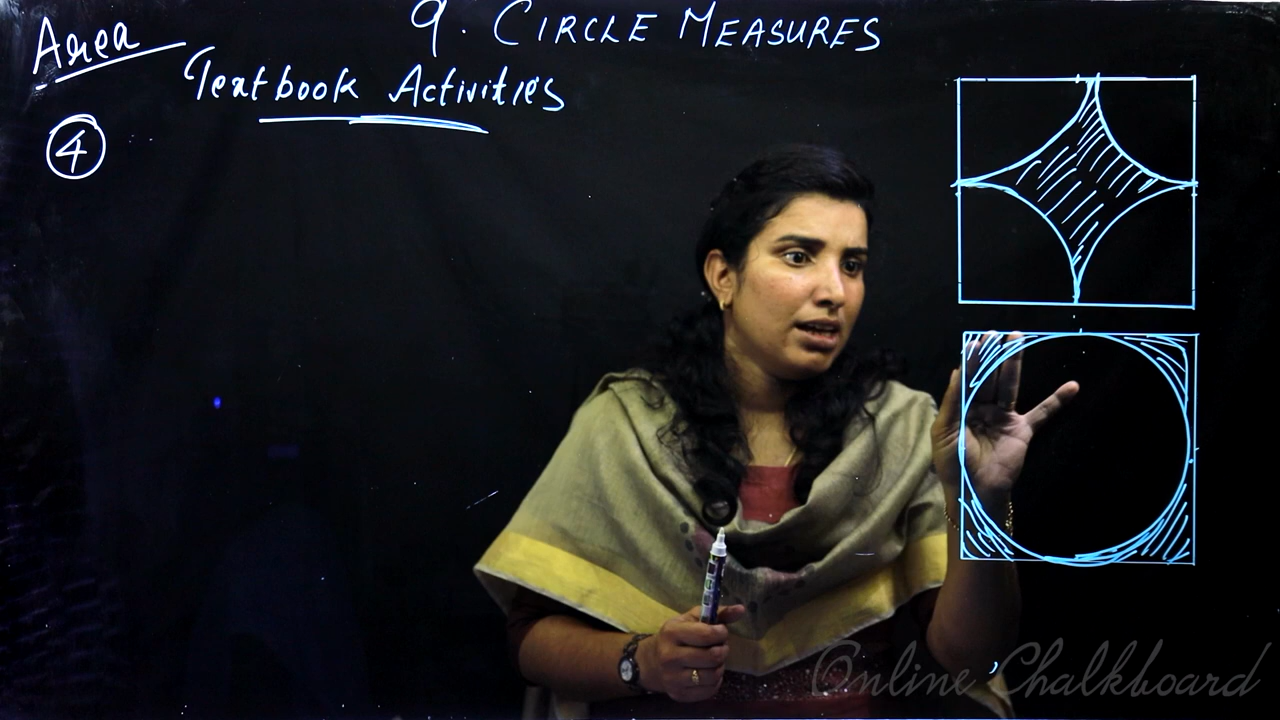 9. CIRCLE MEASURES
Area
Textbook Activities
4
Online Chalkboard